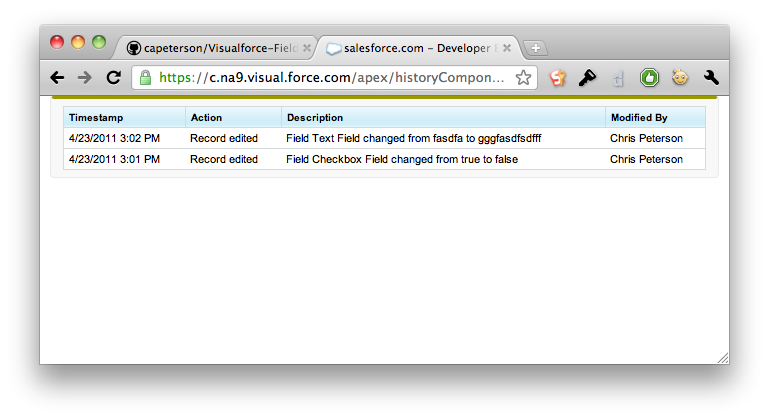 capeterson/Visualforce-Field
salesforce.com – Developer E
https://c.na9.visual.force.com/apex/historyCompon...
Timestamp Action Description Modified By
4/23/2011 3:02 PM Record edited Field Text Field changed from fasdfa to gggfasdfsdfff Chris Peterson
4/23/2011 3:01 PM Record edited Field Checkbox Field changed from true to false Chris Peterson